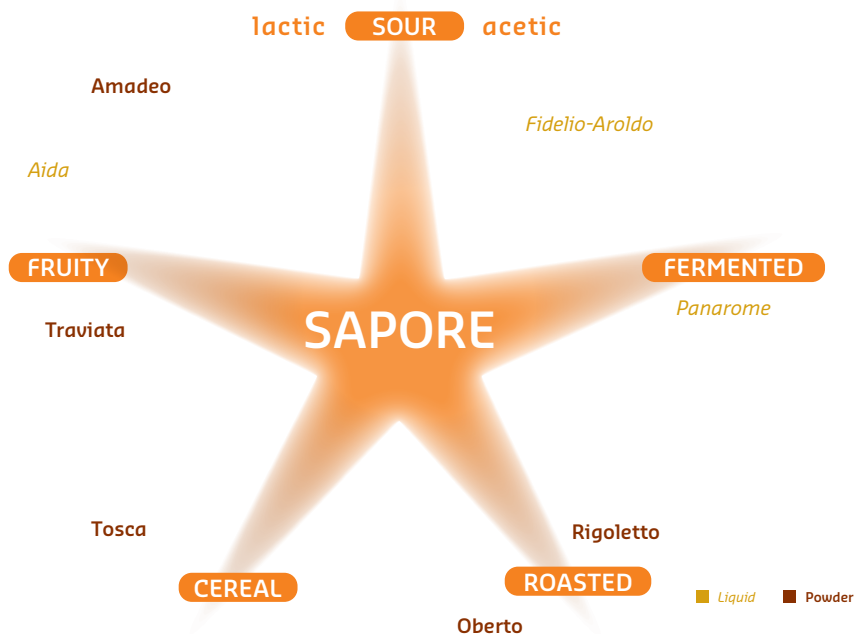 lactic SOUR acetic
Amadeo
Fidelio-Aroldo
Aida
FRUITY
FERMENTED
Panarome
SAPORE
Traviata
Tosca
Rigoletto
CEREAL
ROASTED
Liquid
Powder
Oberto